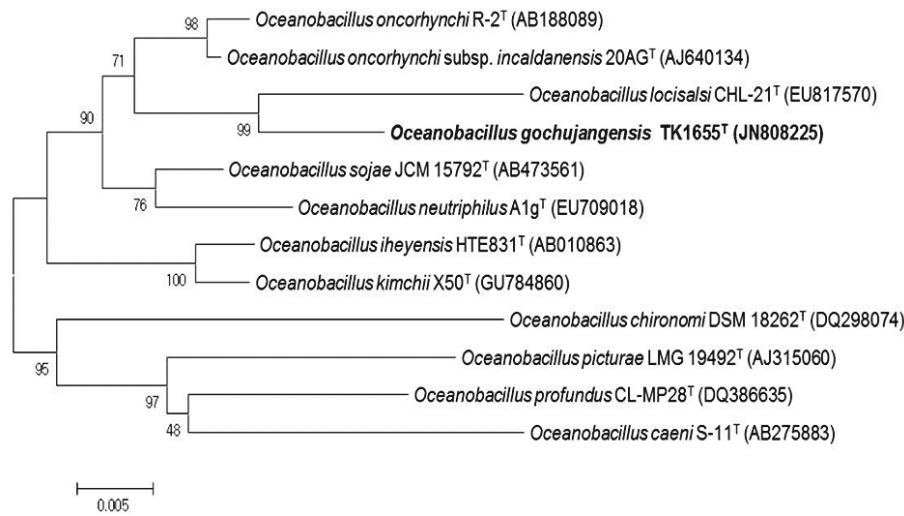 98
Oceanobacillus oncorhynchi R-2ᵀ (AB188089)
Oceanobacillus oncorhynchi subsp. incaldanensis 20AGᵀ (AJ640134)
71
Oceanobacillus locisalsi CHL-21ᵀ (EU817570)
90
99
Oceanobacillus gochujangensis TK1655ᵀ (JN808225)
Oceanobacillus sojae JCM 15792ᵀ (AB473561)
76
Oceanobacillus neutriphilus A1gᵀ (EU709018)
Oceanobacillus iheyensis HTE831ᵀ (AB010863)
100
Oceanobacillus kimchii X50ᵀ (GU784860)
Oceanobacillus chironomi DSM 18262ᵀ (DQ298074)
95
Oceanobacillus picturae LMG 19492ᵀ (AJ315060)
97
Oceanobacillus profundus CL-MP28ᵀ (DQ386635)
48
Oceanobacillus caeni S-11ᵀ (AB275883)
0.005